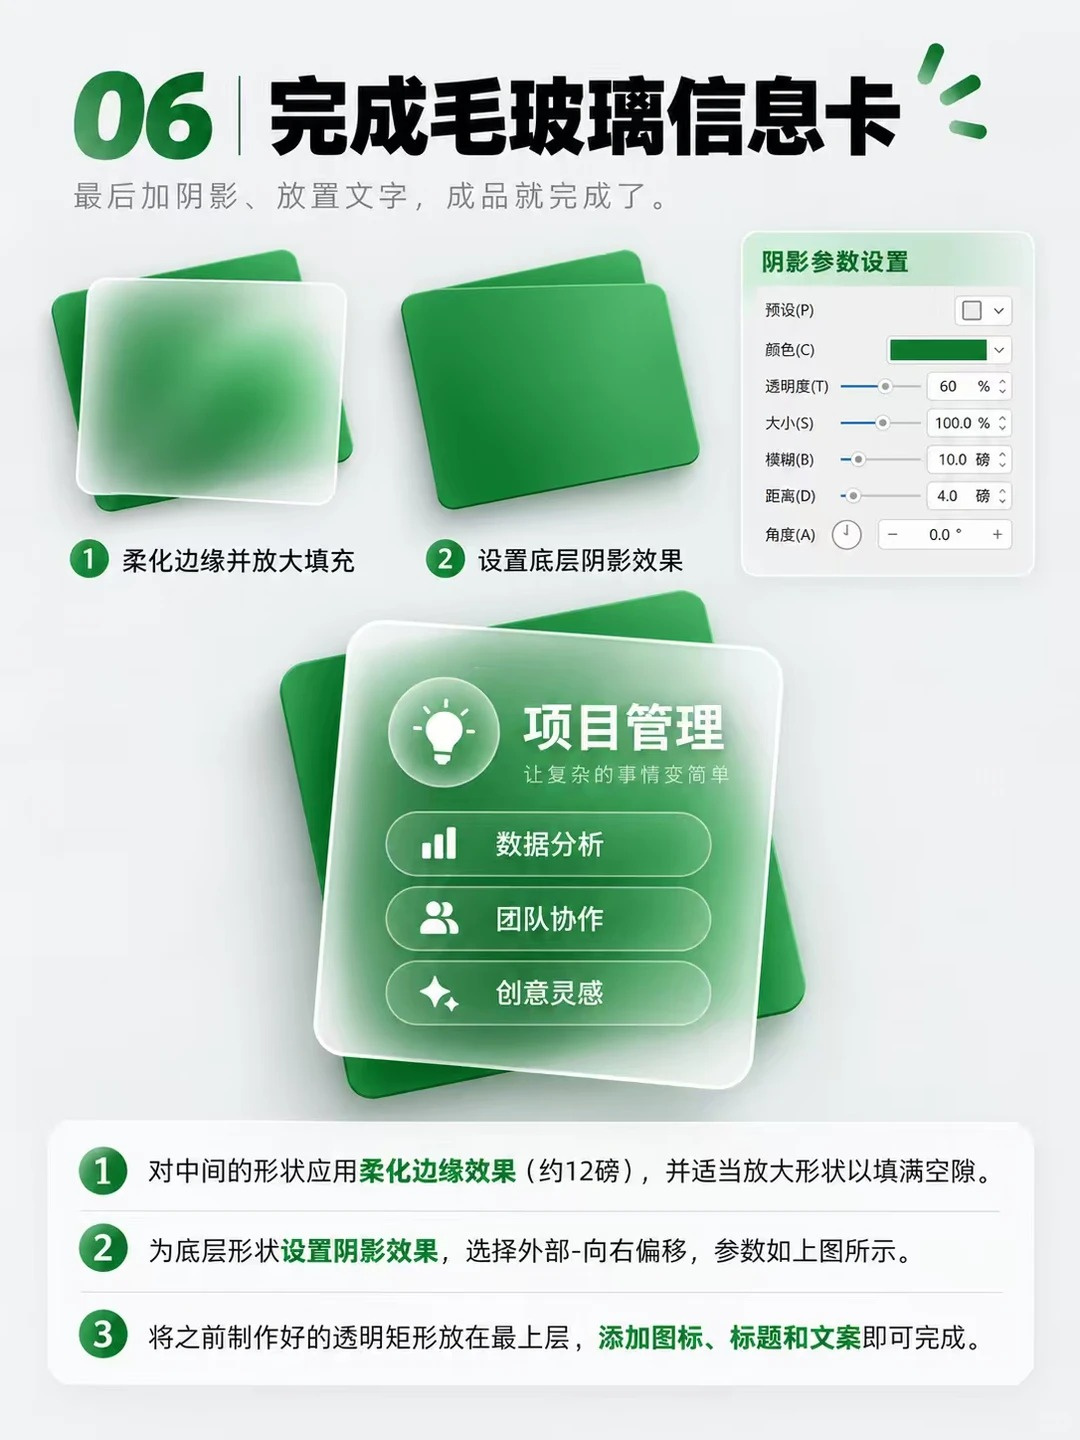 06 完成毛玻璃信息卡
最后加阴影、放置文字，成品就完成了。
1 柔化边缘并放大填充
2 设置底层阴影效果
阴影参数设置
预设(P)
颜色(C)
透明度(T) 60 %
大小(S) 100.0 %
模糊(B) 10.0 磅
距离(D) 4.0 磅
角度(A) − 0.0 ° +
项目管理
让复杂的事情变简单
数据分析
团队协作
创意灵感
1 对中间的形状应用柔化边缘效果（约12磅），并适当放大形状以填满空隙。
2 为底层形状设置阴影效果，选择外部-向右偏移，参数如上图所示。
3 将之前制作好的透明矩形放在最上层，添加图标、标题和文案即可完成。